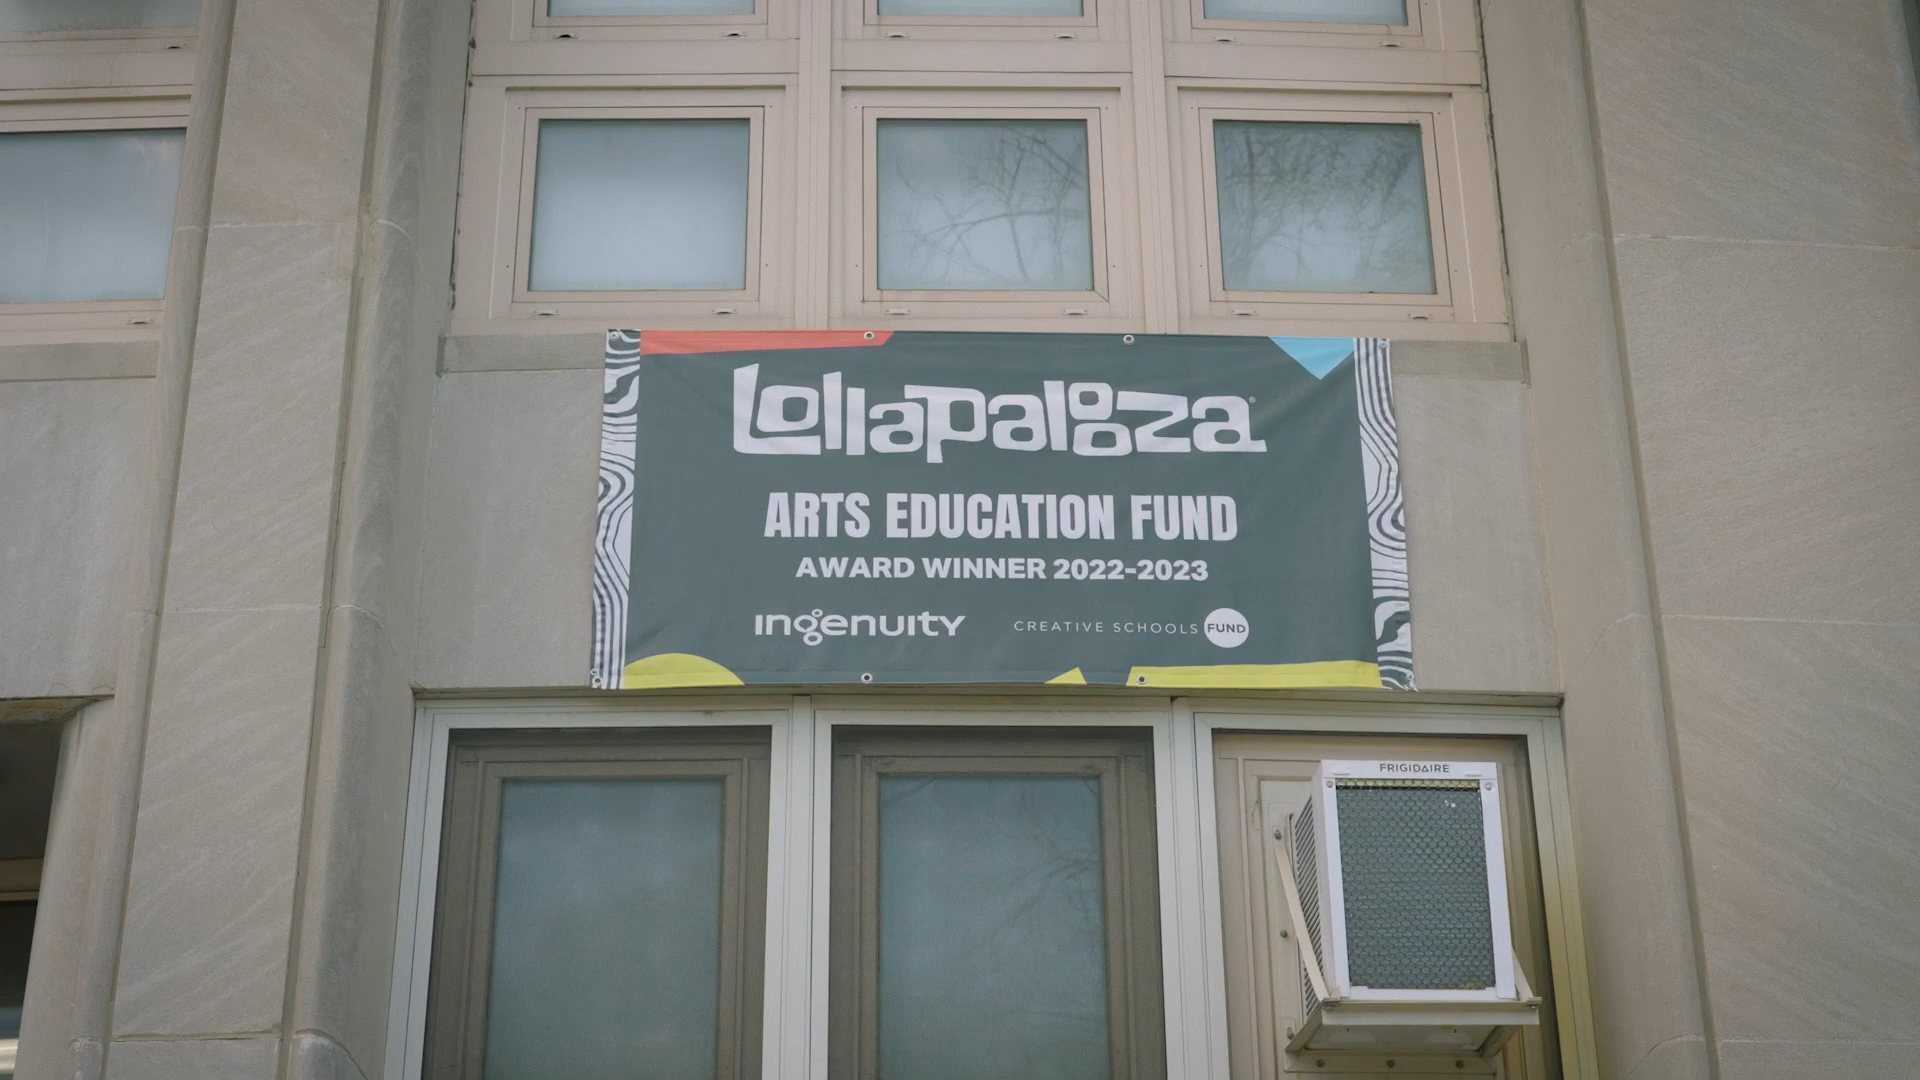 Lollapalooza
ARTS EDUCATION FUND
AWARD WINNER 2022-2023
Ingenuity CREATIVE SCHOOLS FUND
FRIGIDAIRE